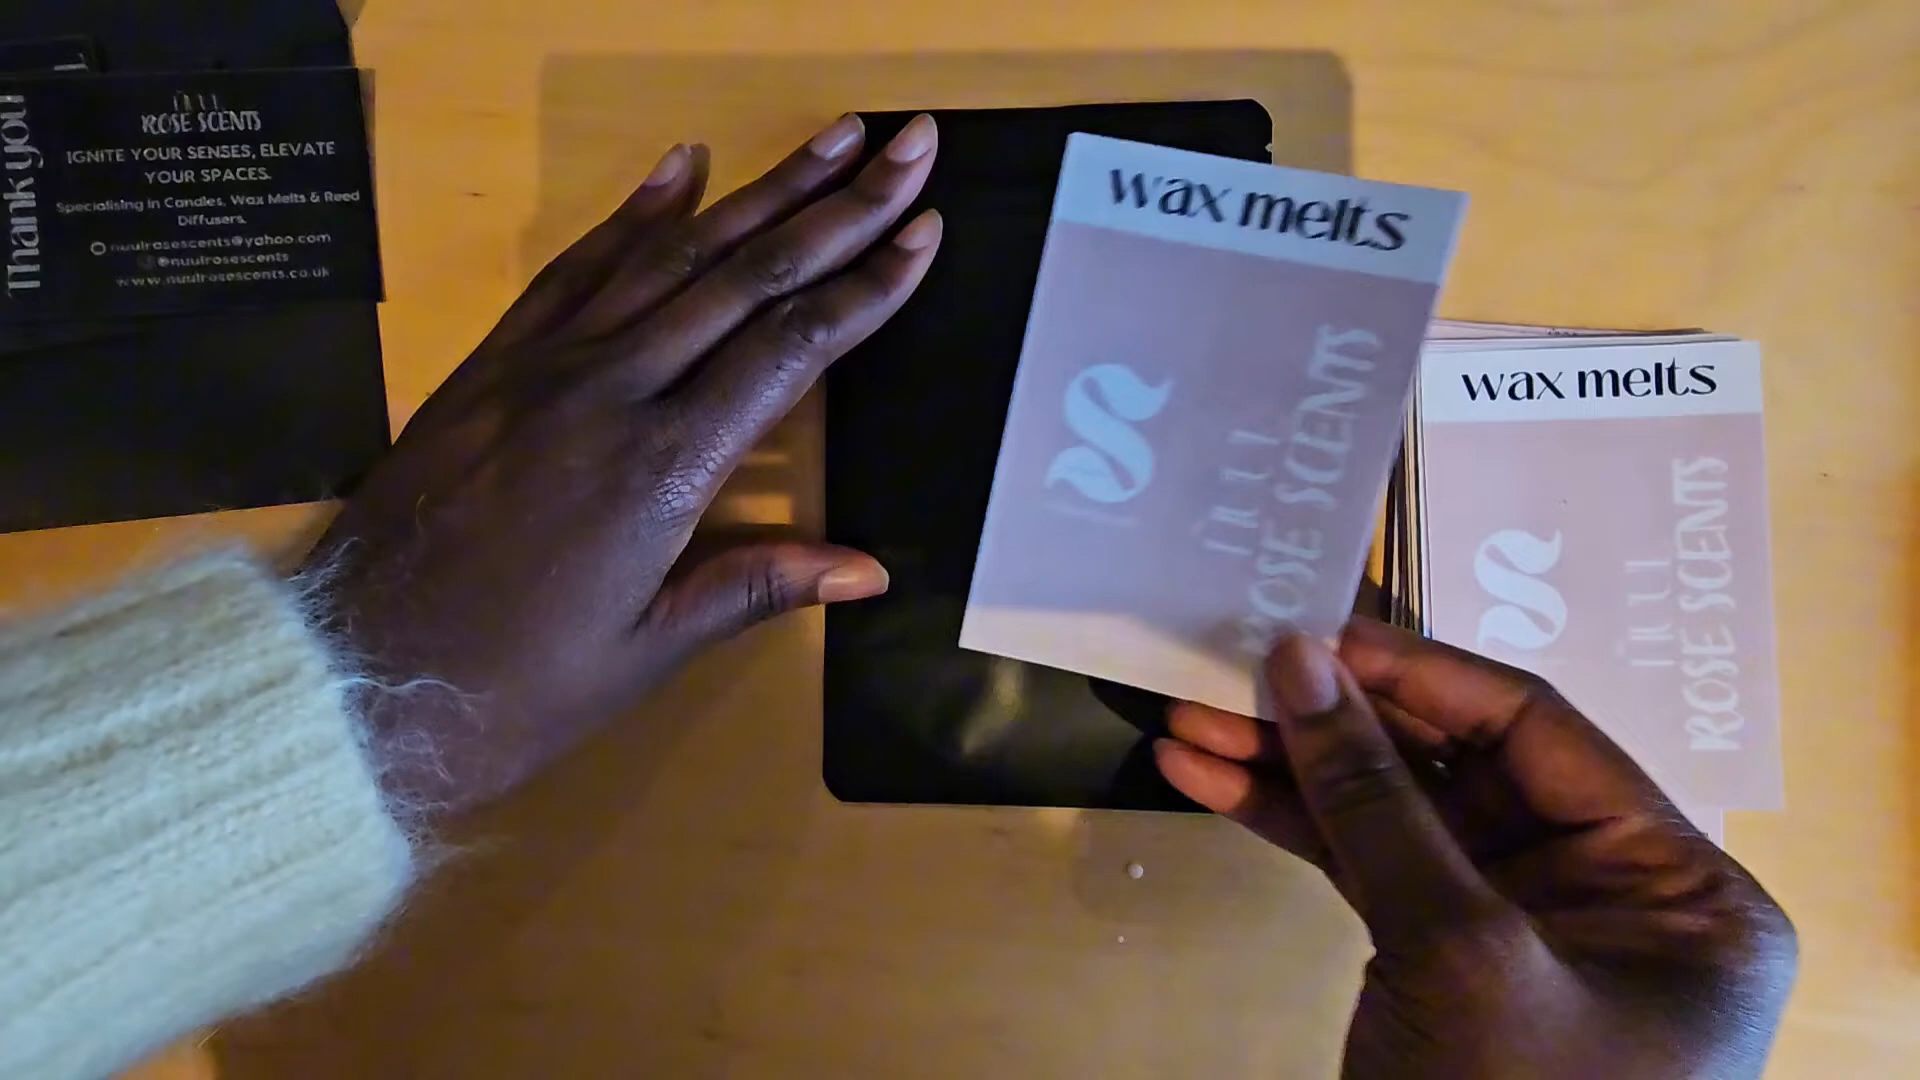 Thank you
ROSE SCENTS
IGNITE YOUR SENSES, ELEVATE
YOUR SPACES.
Specialising in Candles, Wax Melts & Reed
Diffusers.
nuulrosescents@yahoo.com
@nuulrosescents
www.nuulrosescents.co.uk
wax melts
ROSE SCENTS
wax melts
ROSE SCENTS